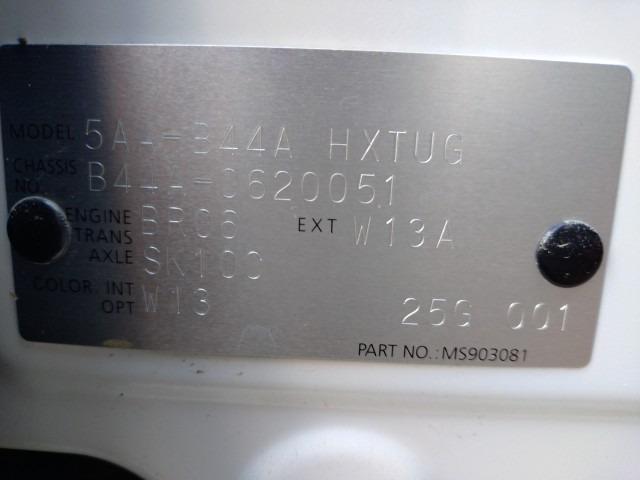 MODEL 5AA-B44A HXTUG
CHASSIS NO. B44A-0620051
ENGINE BR06 EXT W13A
TRANS AXLE SK100
COLOR, INT W13
OPT 25G 001
PART NO.:MS903081